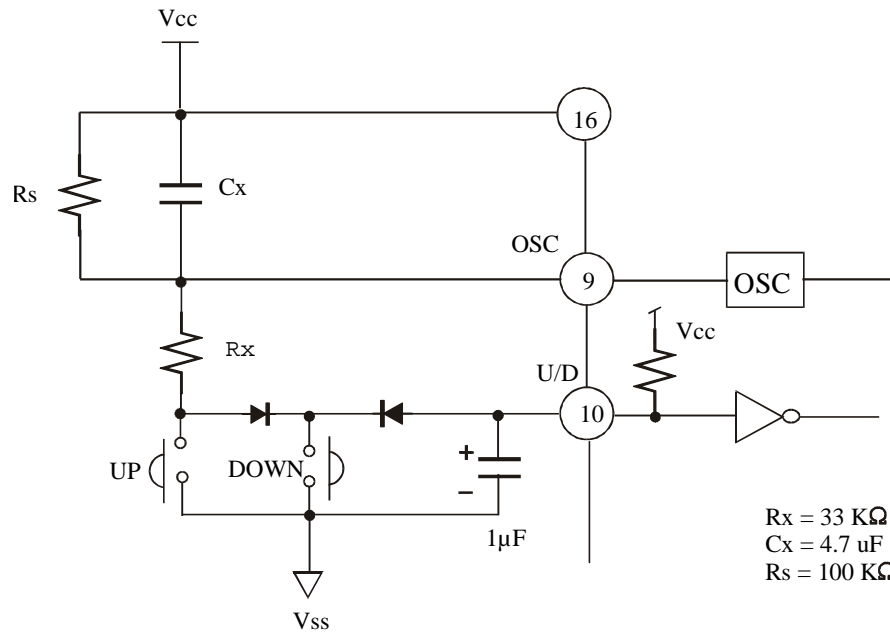 Vcc
16
Rs
Cx
OSC
9
OSC
Rx
Vcc
U/D
10
UP
DOWN
+
−
1µF
Rx = 33 KΩ
Cx = 4.7 uF
Rs = 100 KΩ
Vss